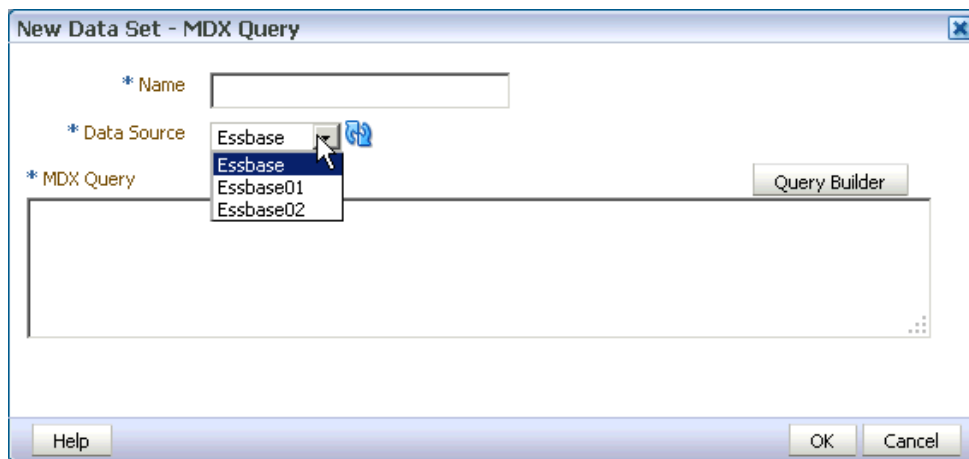 New Data Set - MDX Query
* Name
* Data Source Essbase
Essbase
Essbase01
Essbase02
* MDX Query
Query Builder
Help
OK
Cancel